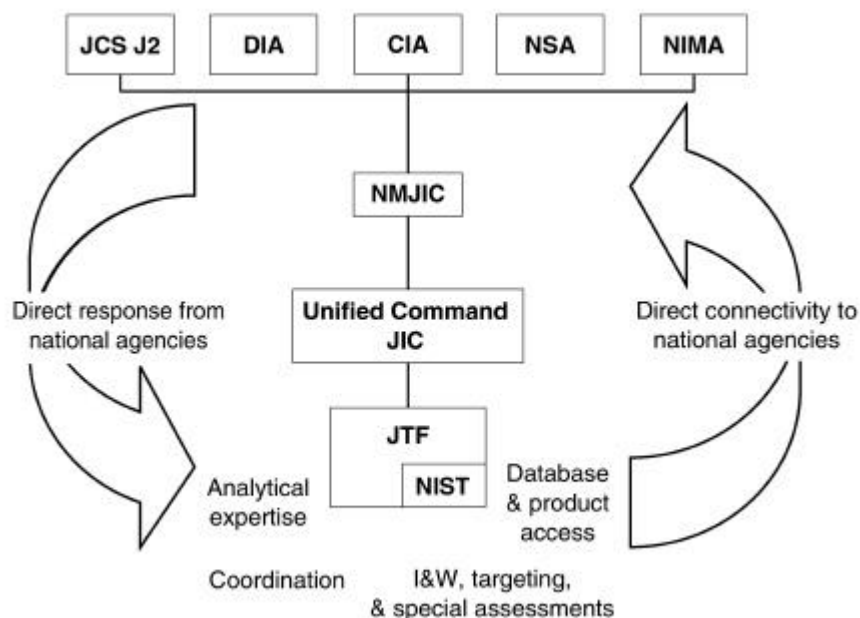 JCS J2
DIA
CIA
NSA
NIMA
NMJIC
Direct response from
national agencies
Unified Command
JIC
Direct connectivity to
national agencies
JTF
NIST
Analytical
expertise
Database
& product
access
Coordination
I&W, targeting,
& special assessments